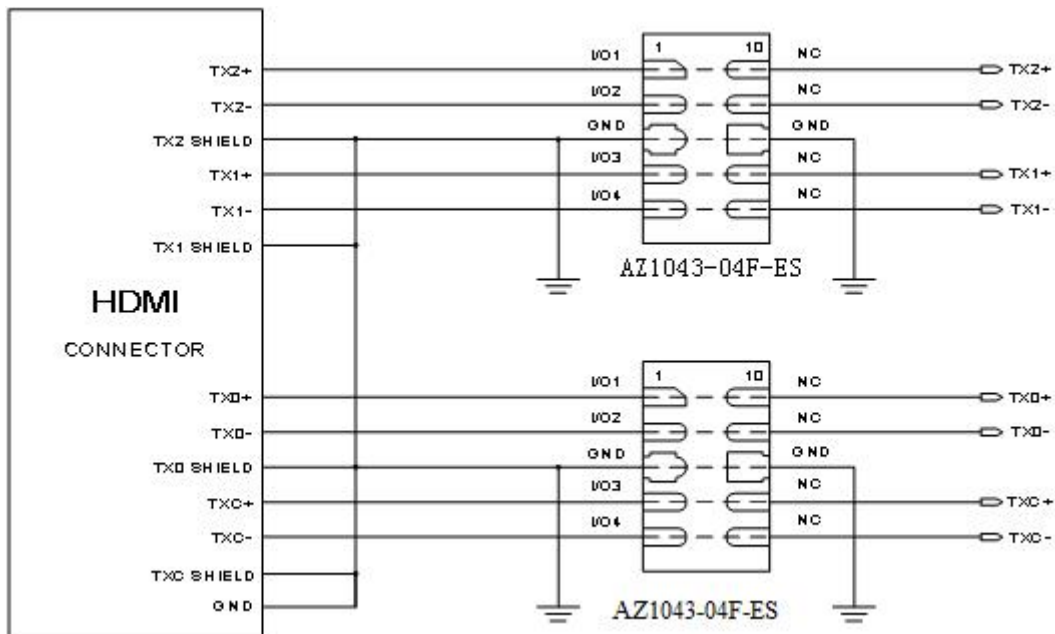 I/O1 1 10 NC
TX2+ TX2+
I/O2 NC
TX2- TX2-
GND GND
TX2 SHIELD
I/O3 NC
TX1+ TX1+
I/O4 NC
TX1- TX1-
TX1 SHIELD
AZ1043-04F-ES
HDMI
CONNECTOR
I/O1 1 10 NC
TX0+ TX0+
I/O2 NC
TX0- TX0-
GND GND
TX0 SHIELD
I/O3 NC
TXC+ TXC+
I/O4 NC
TXC- TXC-
TXC SHIELD
GND
AZ1043-04F-ES